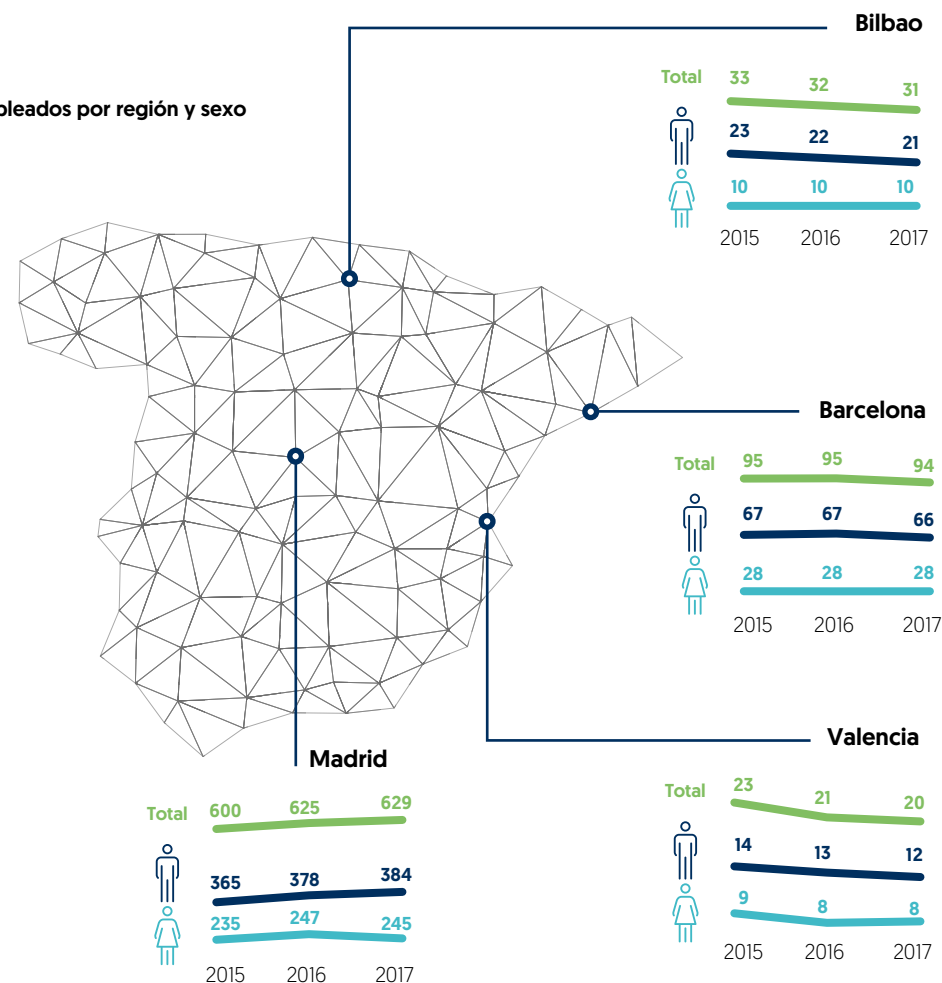 Bilbao
pleados por región y sexo
Total 33 32 31
23 22 21
10 10 10
2015 2016 2017
Barcelona
Total 95 95 94
67 67 66
28 28 28
2015 2016 2017
Valencia
Total 23 21 20
14 13 12
9 8 8
2015 2016 2017
Madrid
Total 600 625 629
365 378 384
235 247 245
2015 2016 2017